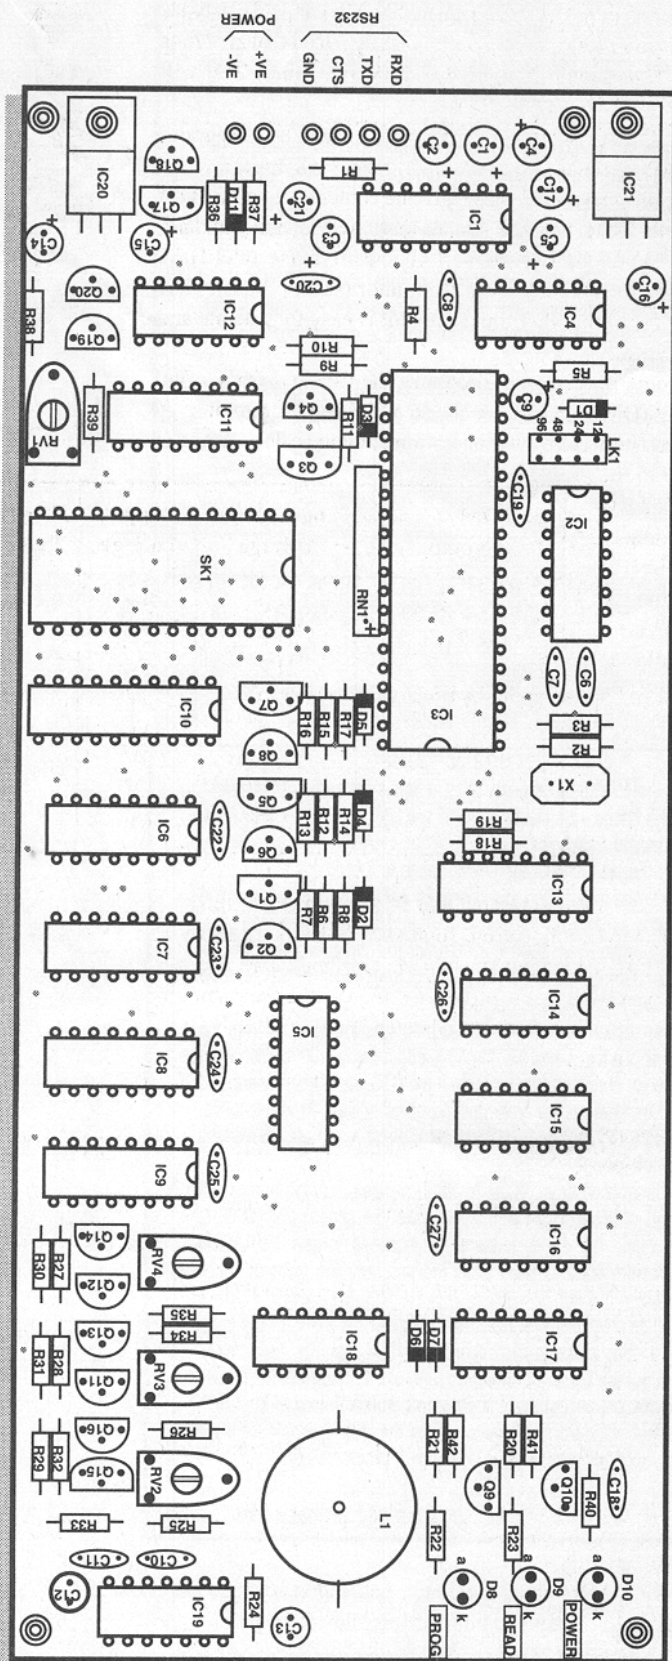 POWER
RS232
-VE
+VE
GND
CTS
TXD
RXD
IC20
Q18
R1
C2
C1
C4
IC21
Q17
R36
D11
R37
C21
IC1
C17
C14
C15
C3
C5
Q20
C20
C16
R38
IC12
R4
C8
IC4
Q19
R10
R9
R5
RV1
R39
IC11
Q4
R11
D3
C9
D1
96
48
24
12
LK1
Q3
SK1
RN1
C19
IC2
IC10
Q7
R16
R15
R17
D5
IC3
C7
C6
Q8
R3
R2
X1
IC6
C22
Q5
R13
R12
R14
D4
R19
R18
Q6
IC13
IC7
C23
Q1
R7
R6
R8
D2
Q2
C26
IC14
IC5
IC8
C24
IC15
IC9
C25
C27
IC16
R30
R27
Q14
RV4
Q12
R35
R34
IC18
D6
D7
IC17
Q13
R31
R28
Q11
RV3
Q16
R26
R29
R32
Q15
RV2
R21
R42
R20
R41
Q9
Q10
R40
C18
R33
R25
L1
R22
R23
C11
C10
a
a
a
D8
D9
D10
k
k
k
C12
IC19
R24
C13
PROG
READ
POWER